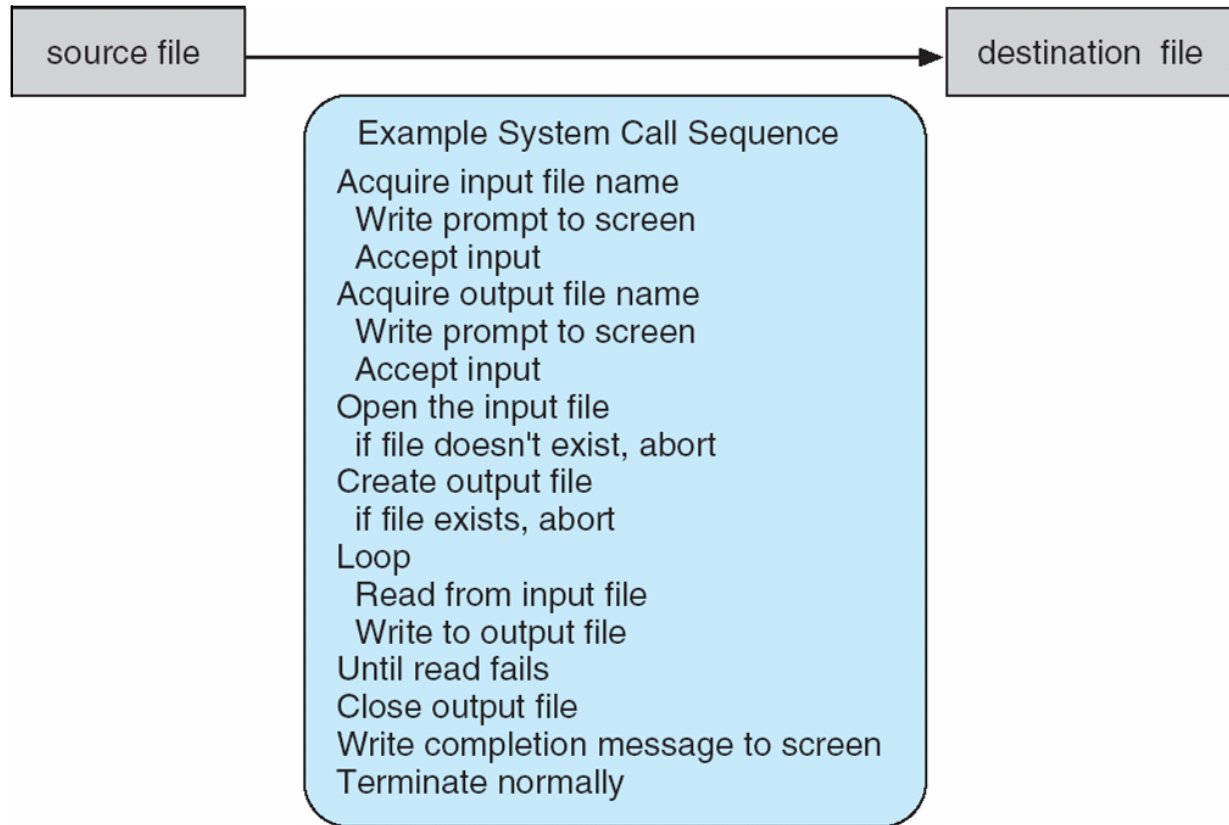 source file
destination file
Example System Call Sequence
Acquire input file name
Write prompt to screen
Accept input
Acquire output file name
Write prompt to screen
Accept input
Open the input file
if file doesn't exist, abort
Create output file
if file exists, abort
Loop
Read from input file
Write to output file
Until read fails
Close output file
Write completion message to screen
Terminate normally